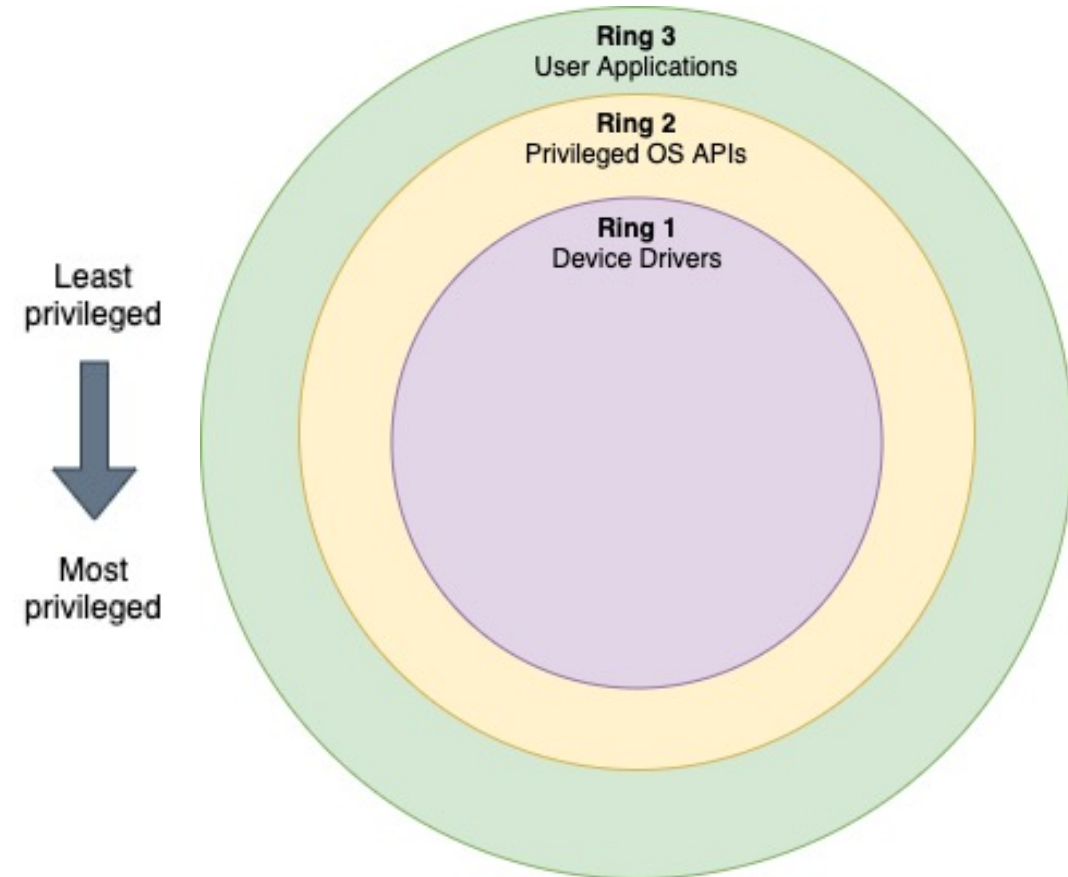 Ring 3
User Applications
Ring 2
Privileged OS APIs
Ring 1
Device Drivers
Least
privileged
Most
privileged